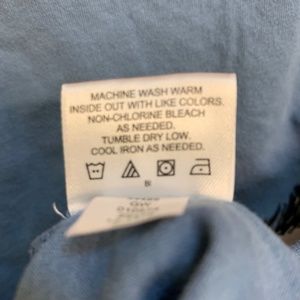 MACHINE WASH WARM
INSIDE OUT WITH LIKE COLORS.
NON-CHLORINE BLEACH
AS NEEDED.
TUMBLE DRY LOW.
COOL IRON AS NEEDED.
BI